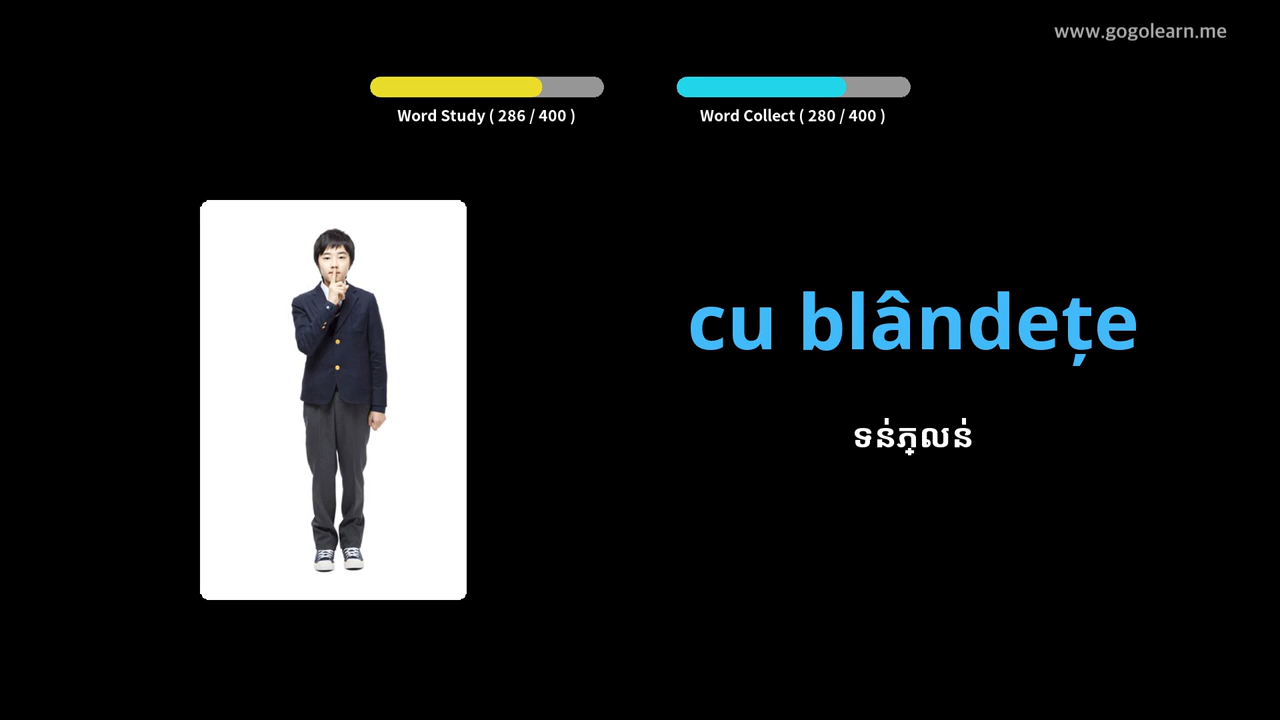 www.gogolearn.me
Word Study ( 286 / 400 )
Word Collect ( 280 / 400 )
cu blândețe
ទន់ភ្លន់